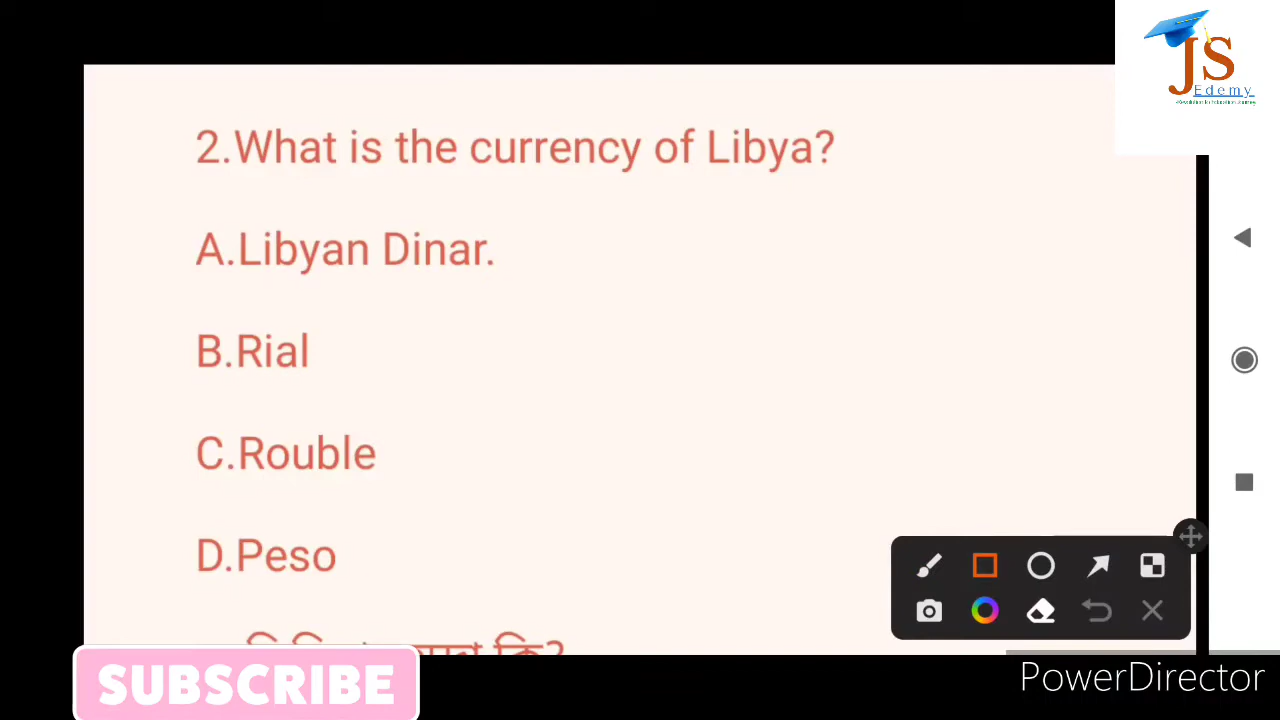 JS
Edemy
2.What is the currency of Libya?
A.Libyan Dinar.
B.Rial
C.Rouble
D.Peso
কি?
SUBSCRIBE
PowerDirector